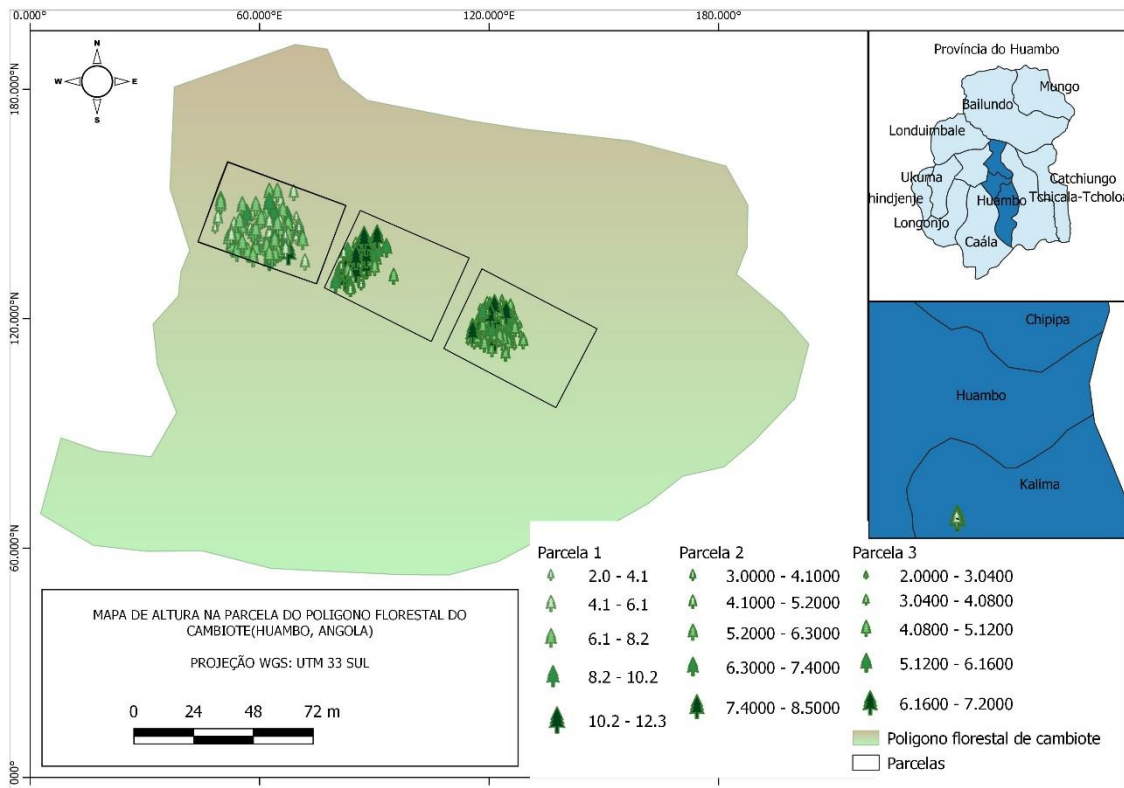 0.000°N
60.000°E
120.000°E
180.000°E
180.000°N
120.000°N
60.000°N
000°
N
W
E
S
Província do Huambo
Mungo
Bailundo
Londuimbale
Ukuma
Catchiungo
hindjenje
Huambo
Tchicala-Tcholoa
Longonjo
Caála
Chipipa
Huambo
Kalima
MAPA DE ALTURA NA PARCELA DO POLIGONO FLORESTAL DO
CAMBIOTE(HUAMBO, ANGOLA)
PROJEÇÃO WGS: UTM 33 SUL
0 24 48 72 m
Parcela 1
2.0 - 4.1
4.1 - 6.1
6.1 - 8.2
8.2 - 10.2
10.2 - 12.3
Parcela 2
3.0000 - 4.1000
4.1000 - 5.2000
5.2000 - 6.3000
6.3000 - 7.4000
7.4000 - 8.5000
Parcela 3
2.0000 - 3.0400
3.0400 - 4.0800
4.0800 - 5.1200
5.1200 - 6.1600
6.1600 - 7.2000
Poligono florestal de cambiote
Parcelas